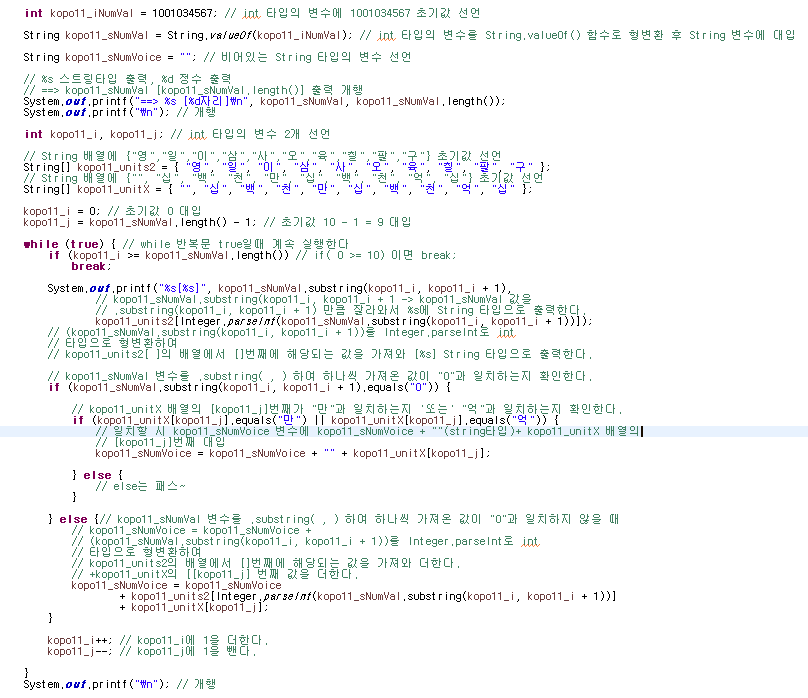 int kopo11_iNumVal = 1001034567; // int 타입의 변수에 1001034567 초기값 선언
String kopo11_sNumVal = String.valueOf(kopo11_iNumVal); // int 타입의 변수를 String.valueOf() 함수로 형변환 후 String 변수에 대입
String kopo11_sNumVoice = ""; // 비어있는 String 타입의 변수 선언
// %s 스트링타입 출력, %d 정수 출력
// ==> kopo11_sNumVal [kopo11_sNumVal.length()] 출력 개행
System.out.printf("==> %s [%d자리]₩n", kopo11_sNumVal, kopo11_sNumVal.length());
System.out.printf("₩n"); // 개행
int kopo11_i, kopo11_j; // int 타입의 변수 2개 선언
// String 배열에 {"영","일","이","삼","사","오","육","칠","팔","구"} 초기값 선언
String[] kopo11_units2 = { "영", "일", "이", "삼", "사", "오", "육", "칠", "팔", "구" };
// String 배열에 {"", "십", "백", "천", "만", "십", "백", "천", "억", "십"} 초기값 선언
String[] kopo11_unitX = { "", "십", "백", "천", "만", "십", "백", "천", "억", "십" };
kopo11_i = 0; // 초기값 0 대입
kopo11_j = kopo11_sNumVal.length() - 1; // 초기값 10 - 1 = 9 대입
while (true) { // while 반복문 true일때 계속 실행한다
if (kopo11_i >= kopo11_sNumVal.length()) // if( 0 >= 10) 이면 break;
break;
System.out.printf("%s[%s]", kopo11_sNumVal.substring(kopo11_i, kopo11_i + 1),
// kopo11_sNumVal.substring(kopo11_i, kopo11_i + 1 -> kopo11_sNumVal 값을
// .substring(kopo11_i, kopo11_i + 1) 만큼 잘라와서 %s에 String 타입으로 출력한다.
kopo11_units2[Integer.parseInt(kopo11_sNumVal.substring(kopo11_i, kopo11_i + 1))]);
// (kopo11_sNumVal.substring(kopo11_i, kopo11_i + 1))를 Integer.parseInt로 int
// 타입으로 형변환하여
// kopo11_units2[ ]의 배열에서 []번째에 해당되는 값을 가져와 [%s] String 타입으로 출력한다.
// kopo11_sNumVal 변수를 .substring( , ) 하여 하나씩 가져온 값이 "0"과 일치하는지 확인한다.
if (kopo11_sNumVal.substring(kopo11_i, kopo11_i + 1).equals("0")) {
// kopo11_unitX 배열의 [kopo11_j]번째가 "만"과 일치하는지 '또는' "억"과 일치하는지 확인한다.
if (kopo11_unitX[kopo11_j].equals("만") || kopo11_unitX[kopo11_j].equals("억")) {
// 일치할 시 kopo11_sNumVoice 변수에 kopo11_sNumVoice + ""(string타입)+ kopo11_unitX 배열의
// [kopo11_j]번째 대입
kopo11_sNumVoice = kopo11_sNumVoice + "" + kopo11_unitX[kopo11_j];
} else {
// else는 패스~
}
} else {// kopo11_sNumVal 변수를 .substring( , ) 하여 하나씩 가져온 값이 "0"과 일치하지 않을 때
// kopo11_sNumVoice = kopo11_sNumVoice +
// (kopo11_sNumVal.substring(kopo11_i, kopo11_i + 1))를 Integer.parseInt로 int
// 타입으로 형변환하여
// kopo11_units2의 배열에서 []번째에 해당되는 값을 가져와 더한다.
// +kopo11_unitX의 [[kopo11_j] 번째 값을 더한다.
kopo11_sNumVoice = kopo11_sNumVoice
+ kopo11_units2[Integer.parseInt(kopo11_sNumVal.substring(kopo11_i, kopo11_i + 1))]
+ kopo11_unitX[kopo11_j];
}
kopo11_i++; // kopo11_i에 1을 더한다.
kopo11_j--; // kopo11_j에 1을 뺀다.
}
System.out.printf("₩n"); // 개행